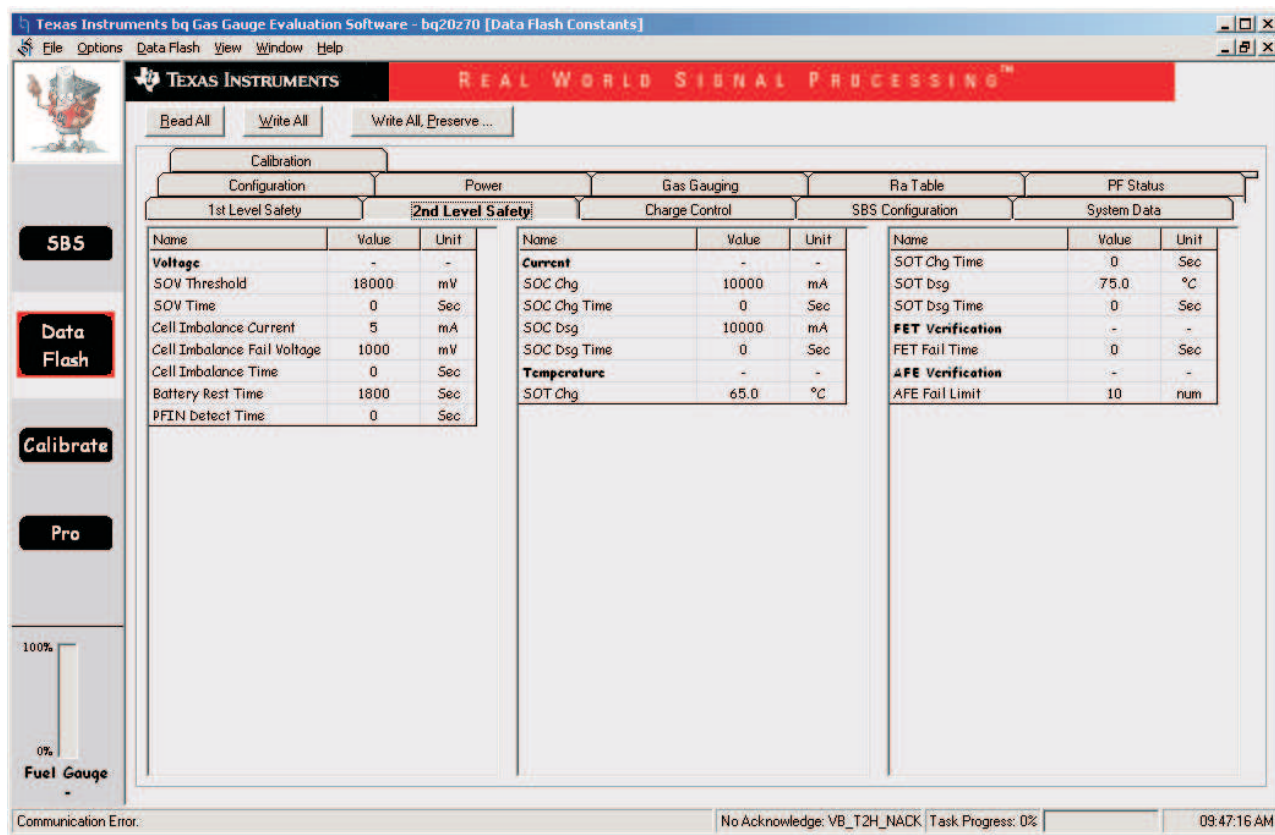 Texas Instruments bq Gas Gauge Evaluation Software - bq20z70 [Data Flash Constants]
File Options Data Flash View Window Help
TEXAS INSTRUMENTS REAL WORLD SIGNAL PROCESSING™
Read All Write All Write All, Preserve ...
Calibration
Configuration Power Gas Gauging Ra Table PF Status
1st Level Safety 2nd Level Safety Charge Control SBS Configuration System Data
SBS
Data Flash
Calibrate
Pro
100%
0%
Fuel Gauge
-
Name Value Unit
Voltage - -
SOV Threshold 18000 mV
SOV Time 0 Sec
Cell Imbalance Current 5 mA
Cell Imbalance Fail Voltage 1000 mV
Cell Imbalance Time 0 Sec
Battery Rest Time 1800 Sec
PFIN Detect Time 0 Sec
Name Value Unit
Current - -
SOC Chg 10000 mA
SOC Chg Time 0 Sec
SOC Dsg 10000 mA
SOC Dsg Time 0 Sec
Temperature - -
SOT Chg 65.0 °C
Name Value Unit
SOT Chg Time 0 Sec
SOT Dsg 75.0 °C
SOT Dsg Time 0 Sec
FET Verification - -
FET Fail Time 0 Sec
AFE Verification - -
AFE Fail Limit 10 num
Communication Error. No Acknowledge: VB_T2H_NACK Task Progress: 0% 09:47:16 AM